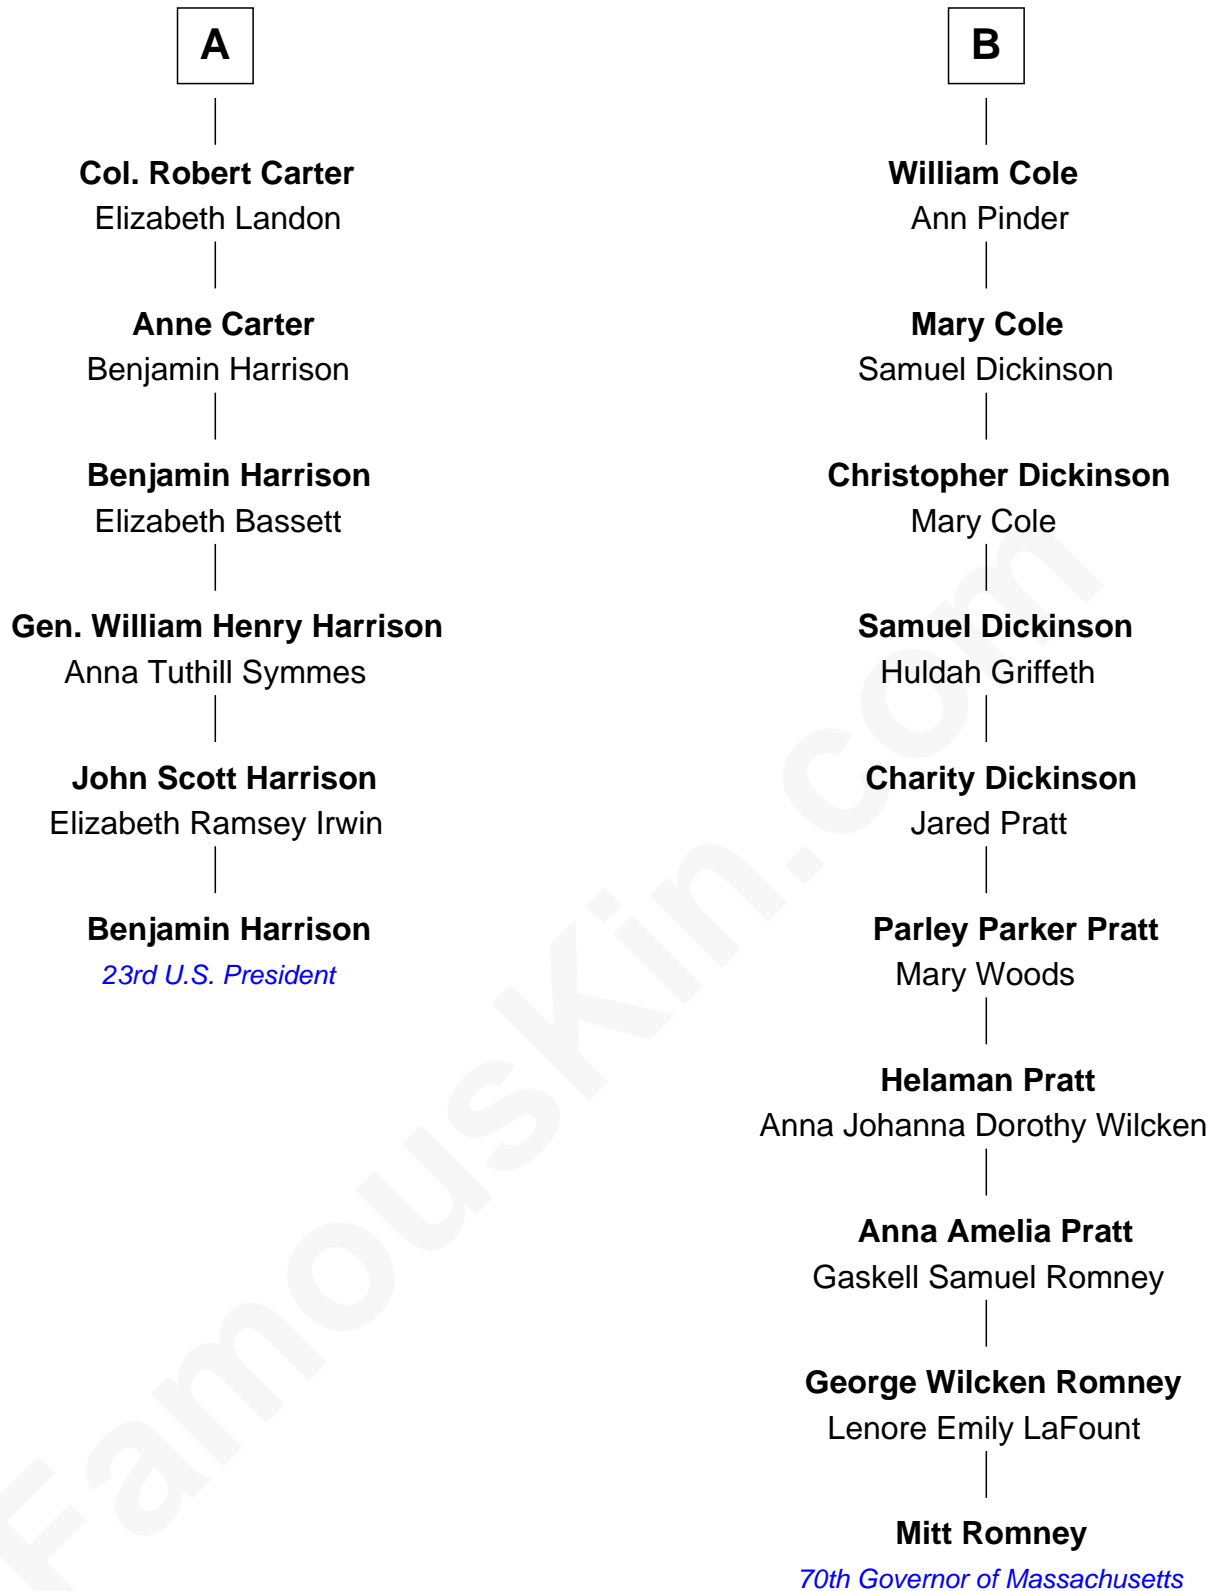 A
Col. Robert Carter
Elizabeth Landon
Anne Carter
Benjamin Harrison
Benjamin Harrison
Elizabeth Bassett
Gen. William Henry Harrison
Anna Tuthill Symmes
John Scott Harrison
Elizabeth Ramsey Irwin
Benjamin Harrison
23rd U.S. President
B
William Cole
Ann Pinder
Mary Cole
Samuel Dickinson
Christopher Dickinson
Mary Cole
Samuel Dickinson
Huldah Griffeth
Charity Dickinson
Jared Pratt
Parley Parker Pratt
Mary Woods
Helaman Pratt
Anna Johanna Dorothy Wilcken
Anna Amelia Pratt
Gaskell Samuel Romney
George Wilcken Romney
Lenore Emily LaFount
Mitt Romney
70th Governor of Massachusetts
FamousKin.com